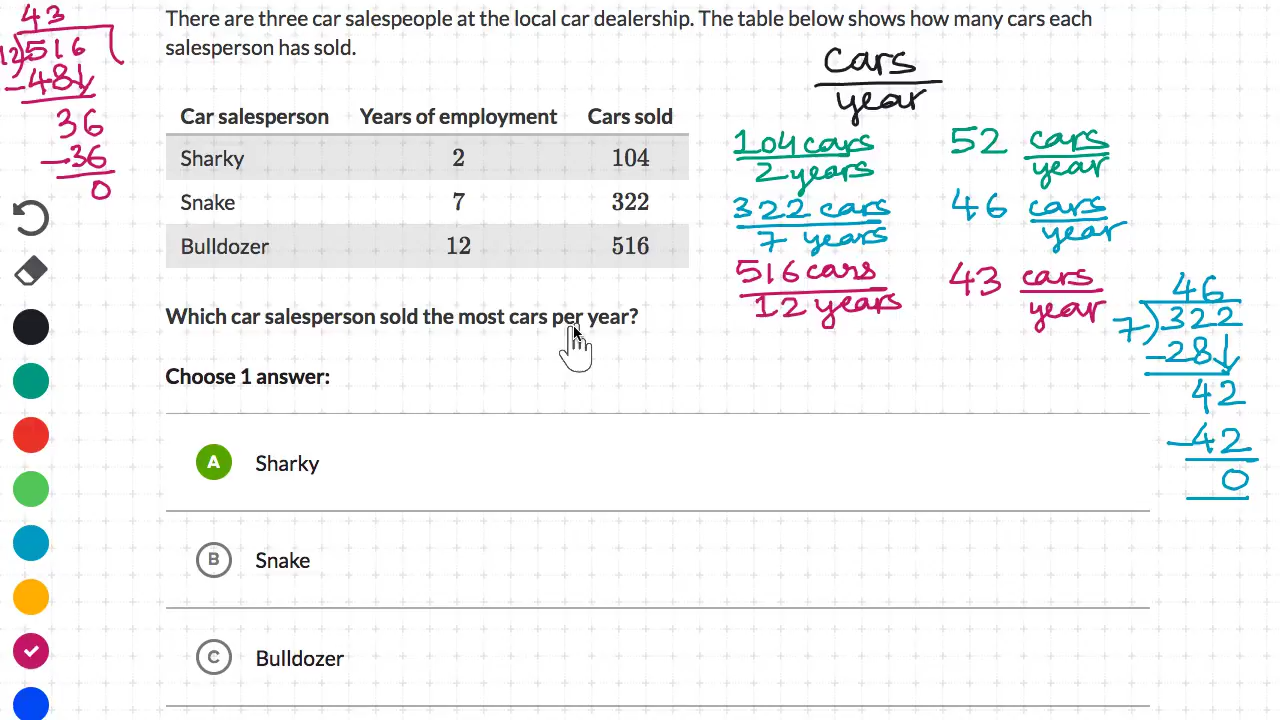 There are three car salespeople at the local car dealership. The table below shows how many cars each
salesperson has sold.
Car salesperson Years of employment Cars sold
Sharky 2 104
Snake 7 322
Bulldozer 12 516
Which car salesperson sold the most cars per year?
Choose 1 answer:
A Sharky
B Snake
C Bulldozer
43
12 516
-48
36
-36
0
cars
year
104 cars
2 years
52 cars
year
322 cars
7 years
46 cars
year
516 cars
12 years
43 cars
year
46
7 322
-28
42
-42
0